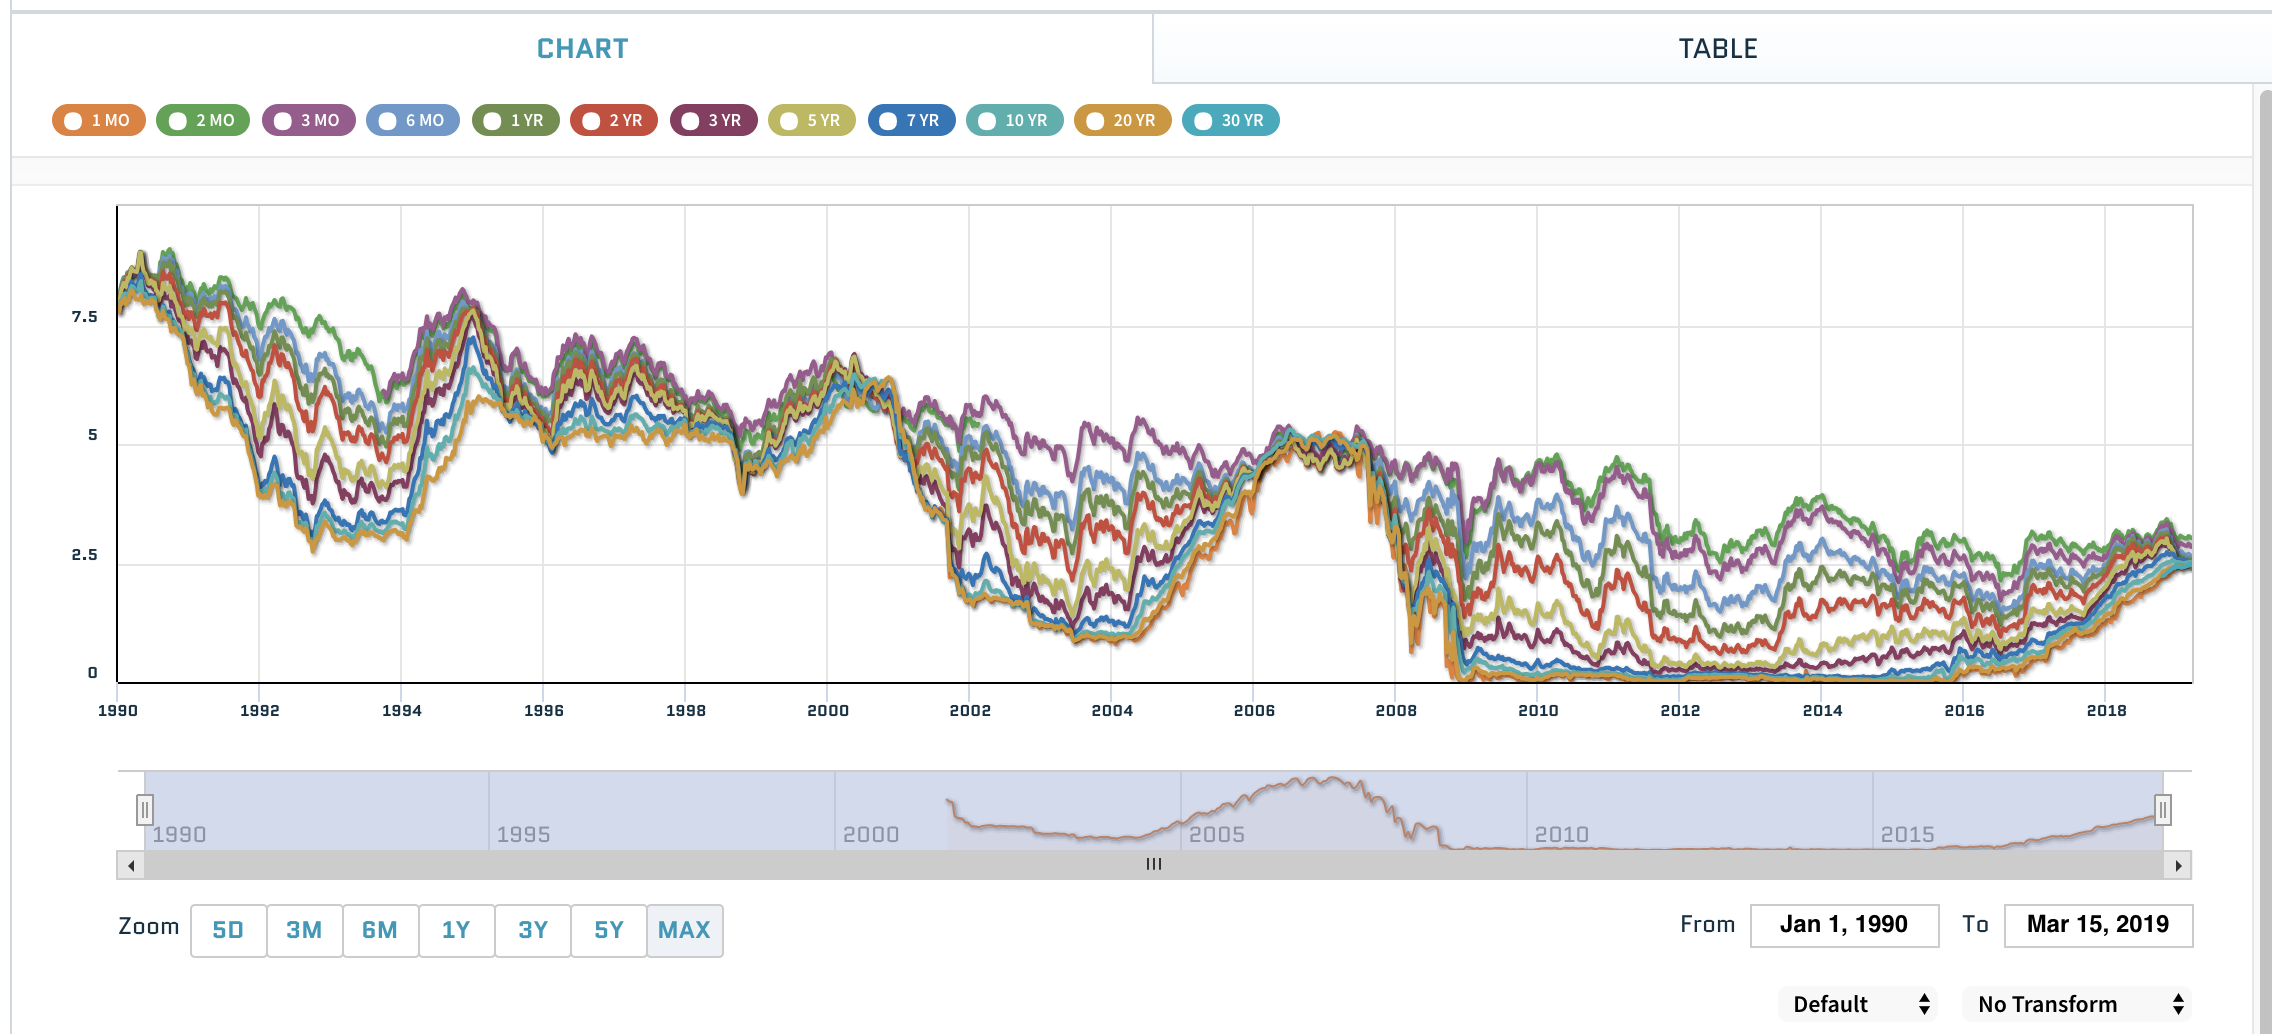 CHART TABLE
1 MO 2 MO 3 MO 6 MO 1 YR 2 YR 3 YR 5 YR 7 YR 10 YR 20 YR 30 YR
7.5
5
2.5
0
1990 1992 1994 1996 1998 2000 2002 2004 2006 2008 2010 2012 2014 2016 2018
1990 1995 2000 2005 2010 2015
Zoom 5D 3M 6M 1Y 3Y 5Y MAX From Jan 1, 1990 To Mar 15, 2019
Default No Transform